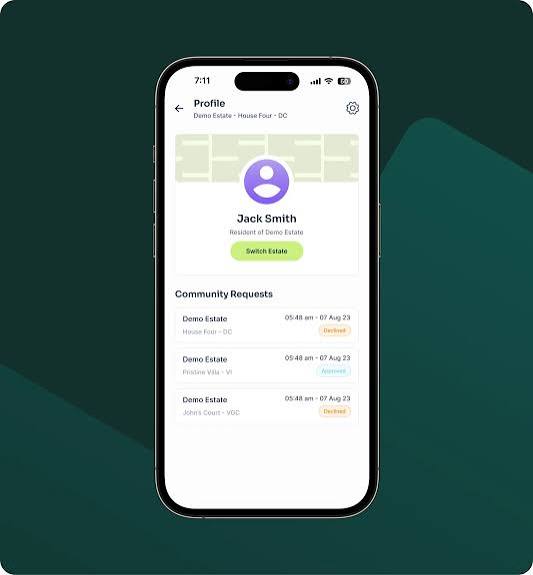 7:11
Profile
Demo Estate - House Four - DC
Jack Smith
Resident of Demo Estate
Switch Estate
Community Requests
Demo Estate
05:48 am - 07 Aug 23
House Four - DC
Declined
Demo Estate
05:48 am - 07 Aug 23
Pristine Villa - VI
Approved
Demo Estate
05:48 am - 07 Aug 23
John's Court - VGC
Declined